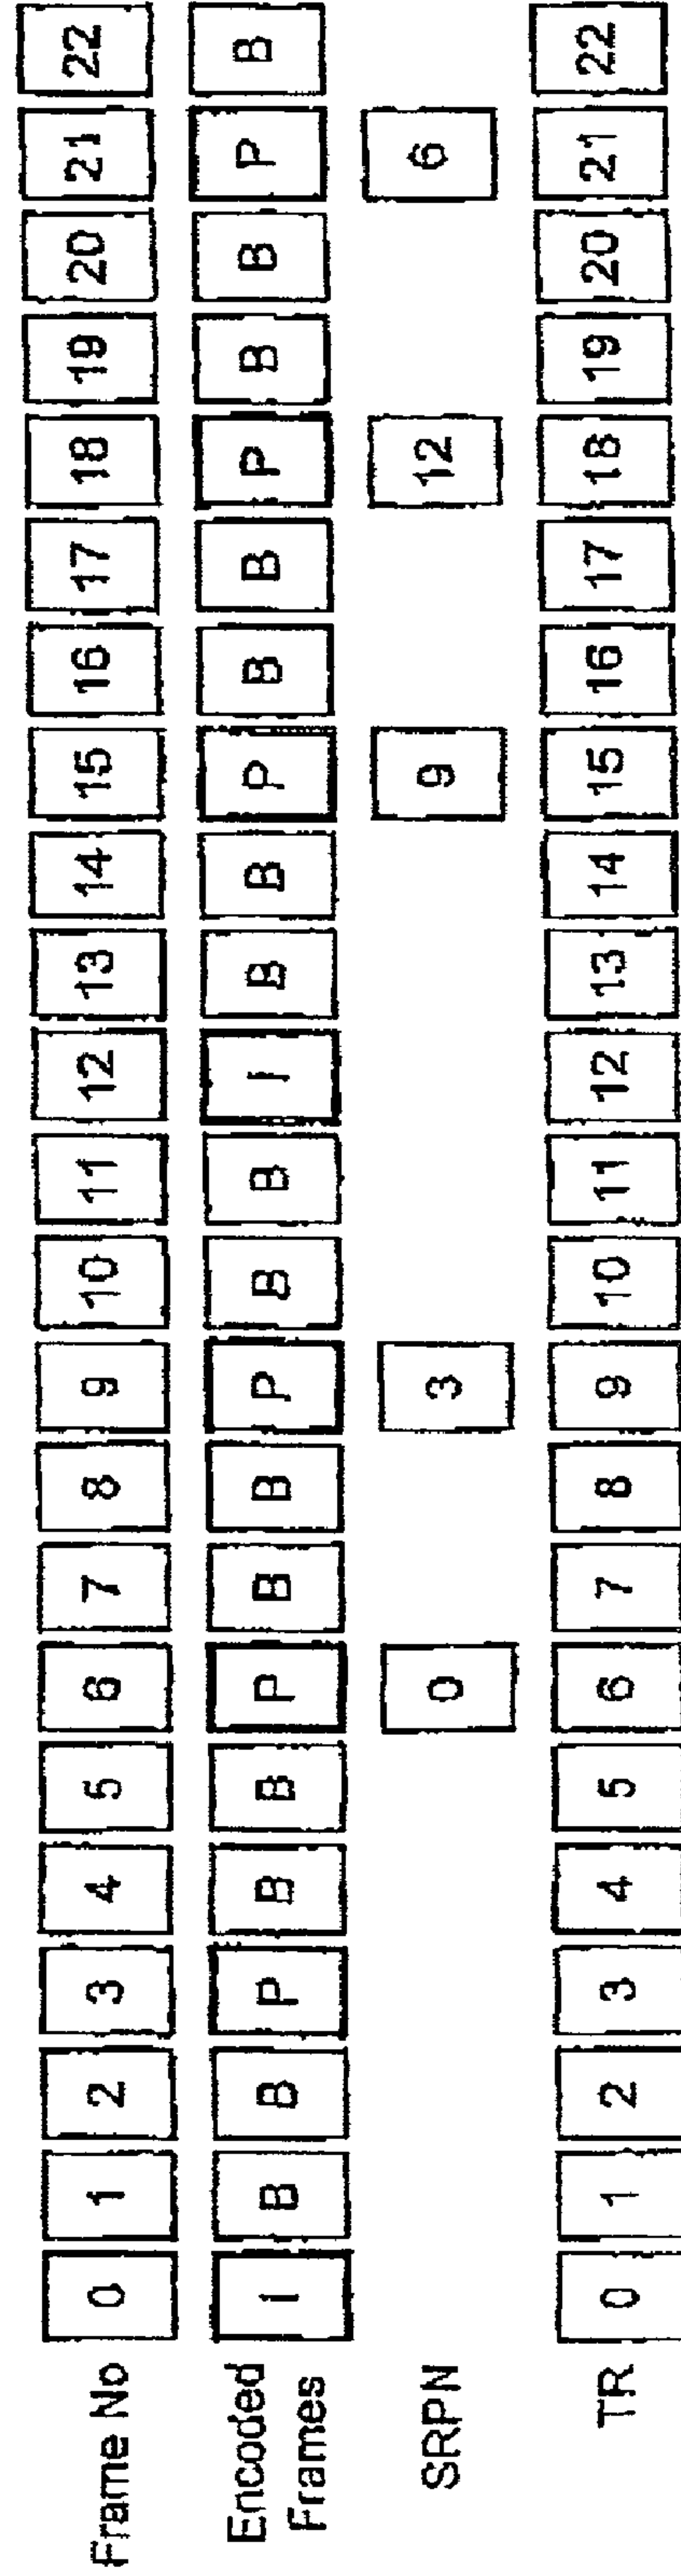 Frame No 0 1 2 3 4 5 6 7 8 9 10 11 12 13 14 15 16 17 18 19 20 21 22
Encoded I B B P B B P B B P B B I B B P B B P B B P B
Frames
SRPN 0 3 9 12 6
TR 0 1 2 3 4 5 6 7 8 9 10 11 12 13 14 15 16 17 18 19 20 21 22